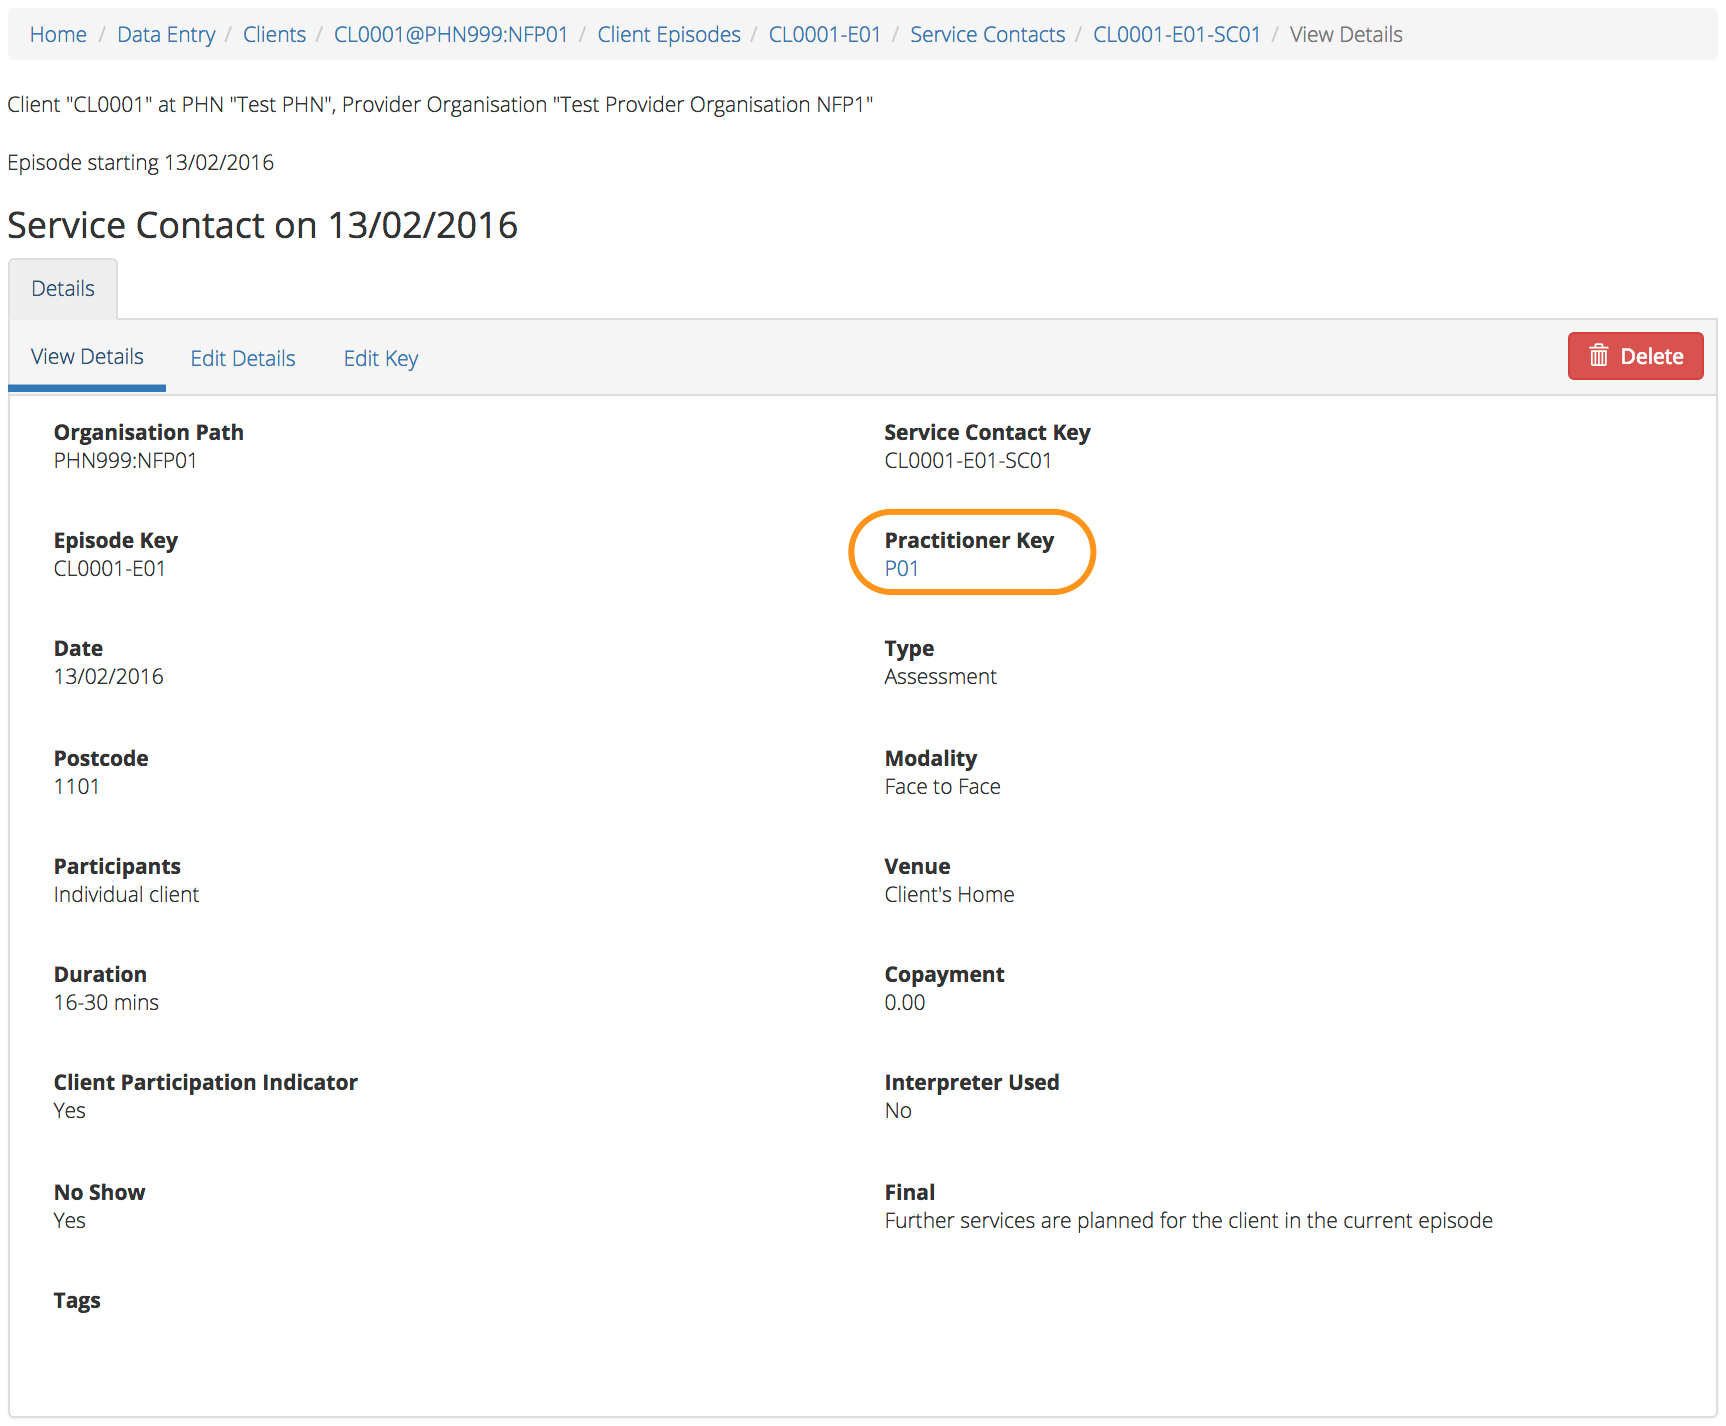 Home / Data Entry / Clients / CL0001@PHN999:NFP01 / Client Episodes / CL0001-E01 / Service Contacts / CL0001-E01-SC01 / View Details
Client "CL0001" at PHN "Test PHN", Provider Organisation "Test Provider Organisation NFP1"
Episode starting 13/02/2016
Service Contact on 13/02/2016
Details
View Details Edit Details Edit Key Delete
Organisation Path
PHN999:NFP01
Service Contact Key
CL0001-E01-SC01
Episode Key
CL0001-E01
Practitioner Key
P01
Date
13/02/2016
Type
Assessment
Postcode
1101
Modality
Face to Face
Participants
Individual client
Venue
Client's Home
Duration
16-30 mins
Copayment
0.00
Client Participation Indicator
Yes
Interpreter Used
No
No Show
Yes
Final
Further services are planned for the client in the current episode
Tags